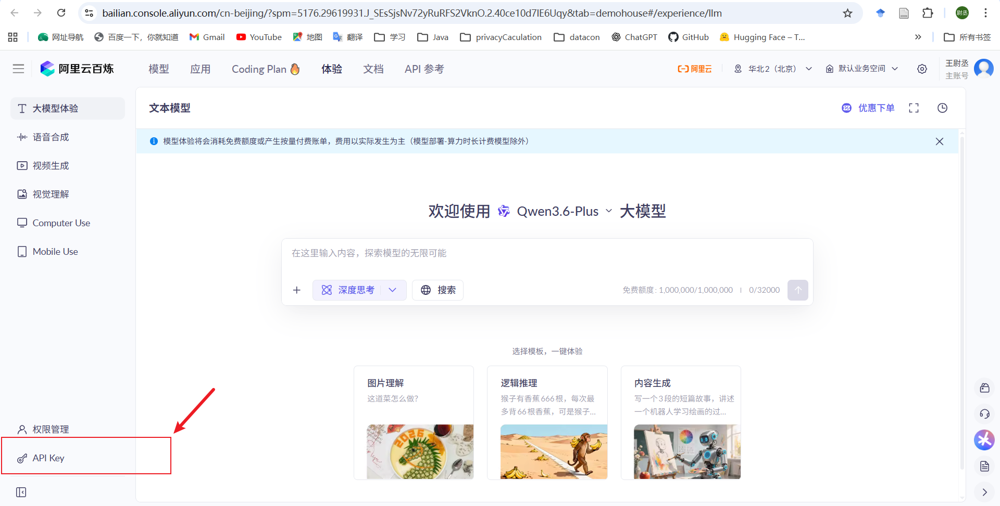 bailian.console.aliyun.com/cn-beijing/?spm=5176.29619931.J_SEsSjsNv72yRuRFS2VknO.2.40ce10d7lE6Uqy&tab=demohouse#/experience/llm
尉丞
网址导航 百度一下，你就知道 Gmail YouTube 地图 翻译 学习 Java privacyCaculation datacon ChatGPT GitHub Hugging Face – T... 所有书签
阿里云百炼 模型 应用 Coding Plan 体验 文档 API 参考 阿里云 华北2（北京） 默认业务空间 王尉丞
主账号
大模型体验
语音合成
视频生成
视觉理解
Computer Use
Mobile Use
权限管理
API Key
文本模型 优惠下单
模型体验将会消耗免费额度或产生按量付费账单，费用以实际发生为主（模型部署-算力时长计费模型除外）
欢迎使用 Qwen3.6-Plus 大模型
在这里输入内容，探索模型的无限可能
深度思考 搜索 免费额度: 1,000,000/1,000,000 0/32000
选择模板，一键体验
图片理解
这道菜怎么做？
2026
逻辑推理
猴子有香蕉666根，每次最
多背66根香蕉，可是猴子...
内容生成
写一个3段的短篇故事，讲述
一个机器人学习绘画的过...